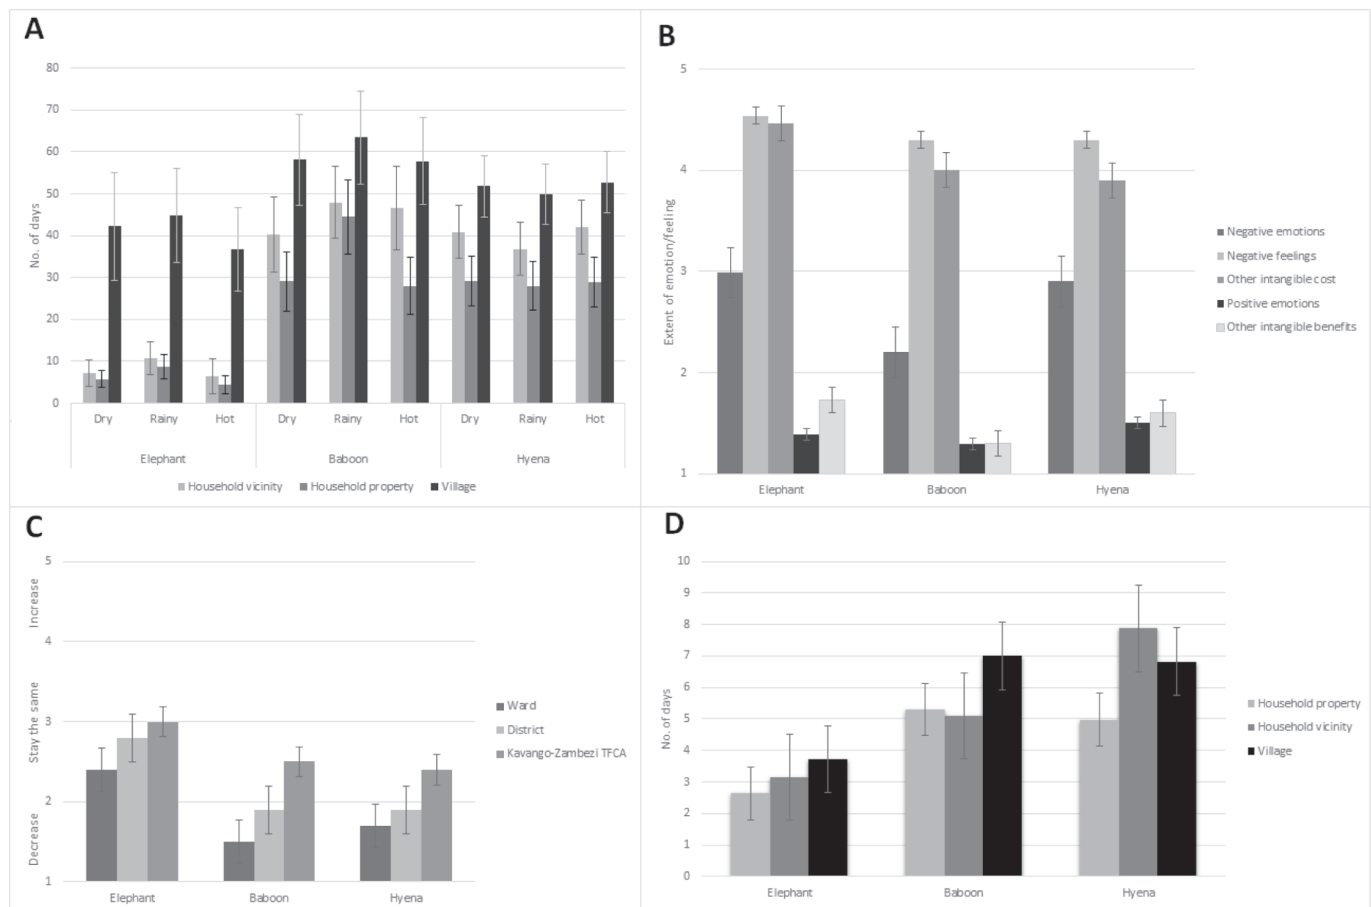 A
No. of days
80
70
60
50
40
30
20
10
0
Dry Rainy Hot Dry Rainy Hot Dry Rainy Hot
Elephant Baboon Hyena
Household vicinity Household property Village
B
Extent of emotion/feeling
5
4
3
2
1
Elephant Baboon Hyena
Negative emotions
Negative feelings
Other intangible cost
Positive emotions
Other intangible benefits
C
Increase
Stay the same
Decrease
5
4
3
2
1
Elephant Baboon Hyena
Ward
District
Kavango-Zambezi TFCA
D
No. of days
10
9
8
7
6
5
4
3
2
1
0
Elephant Baboon Hyena
Household property
Household vicinity
Village